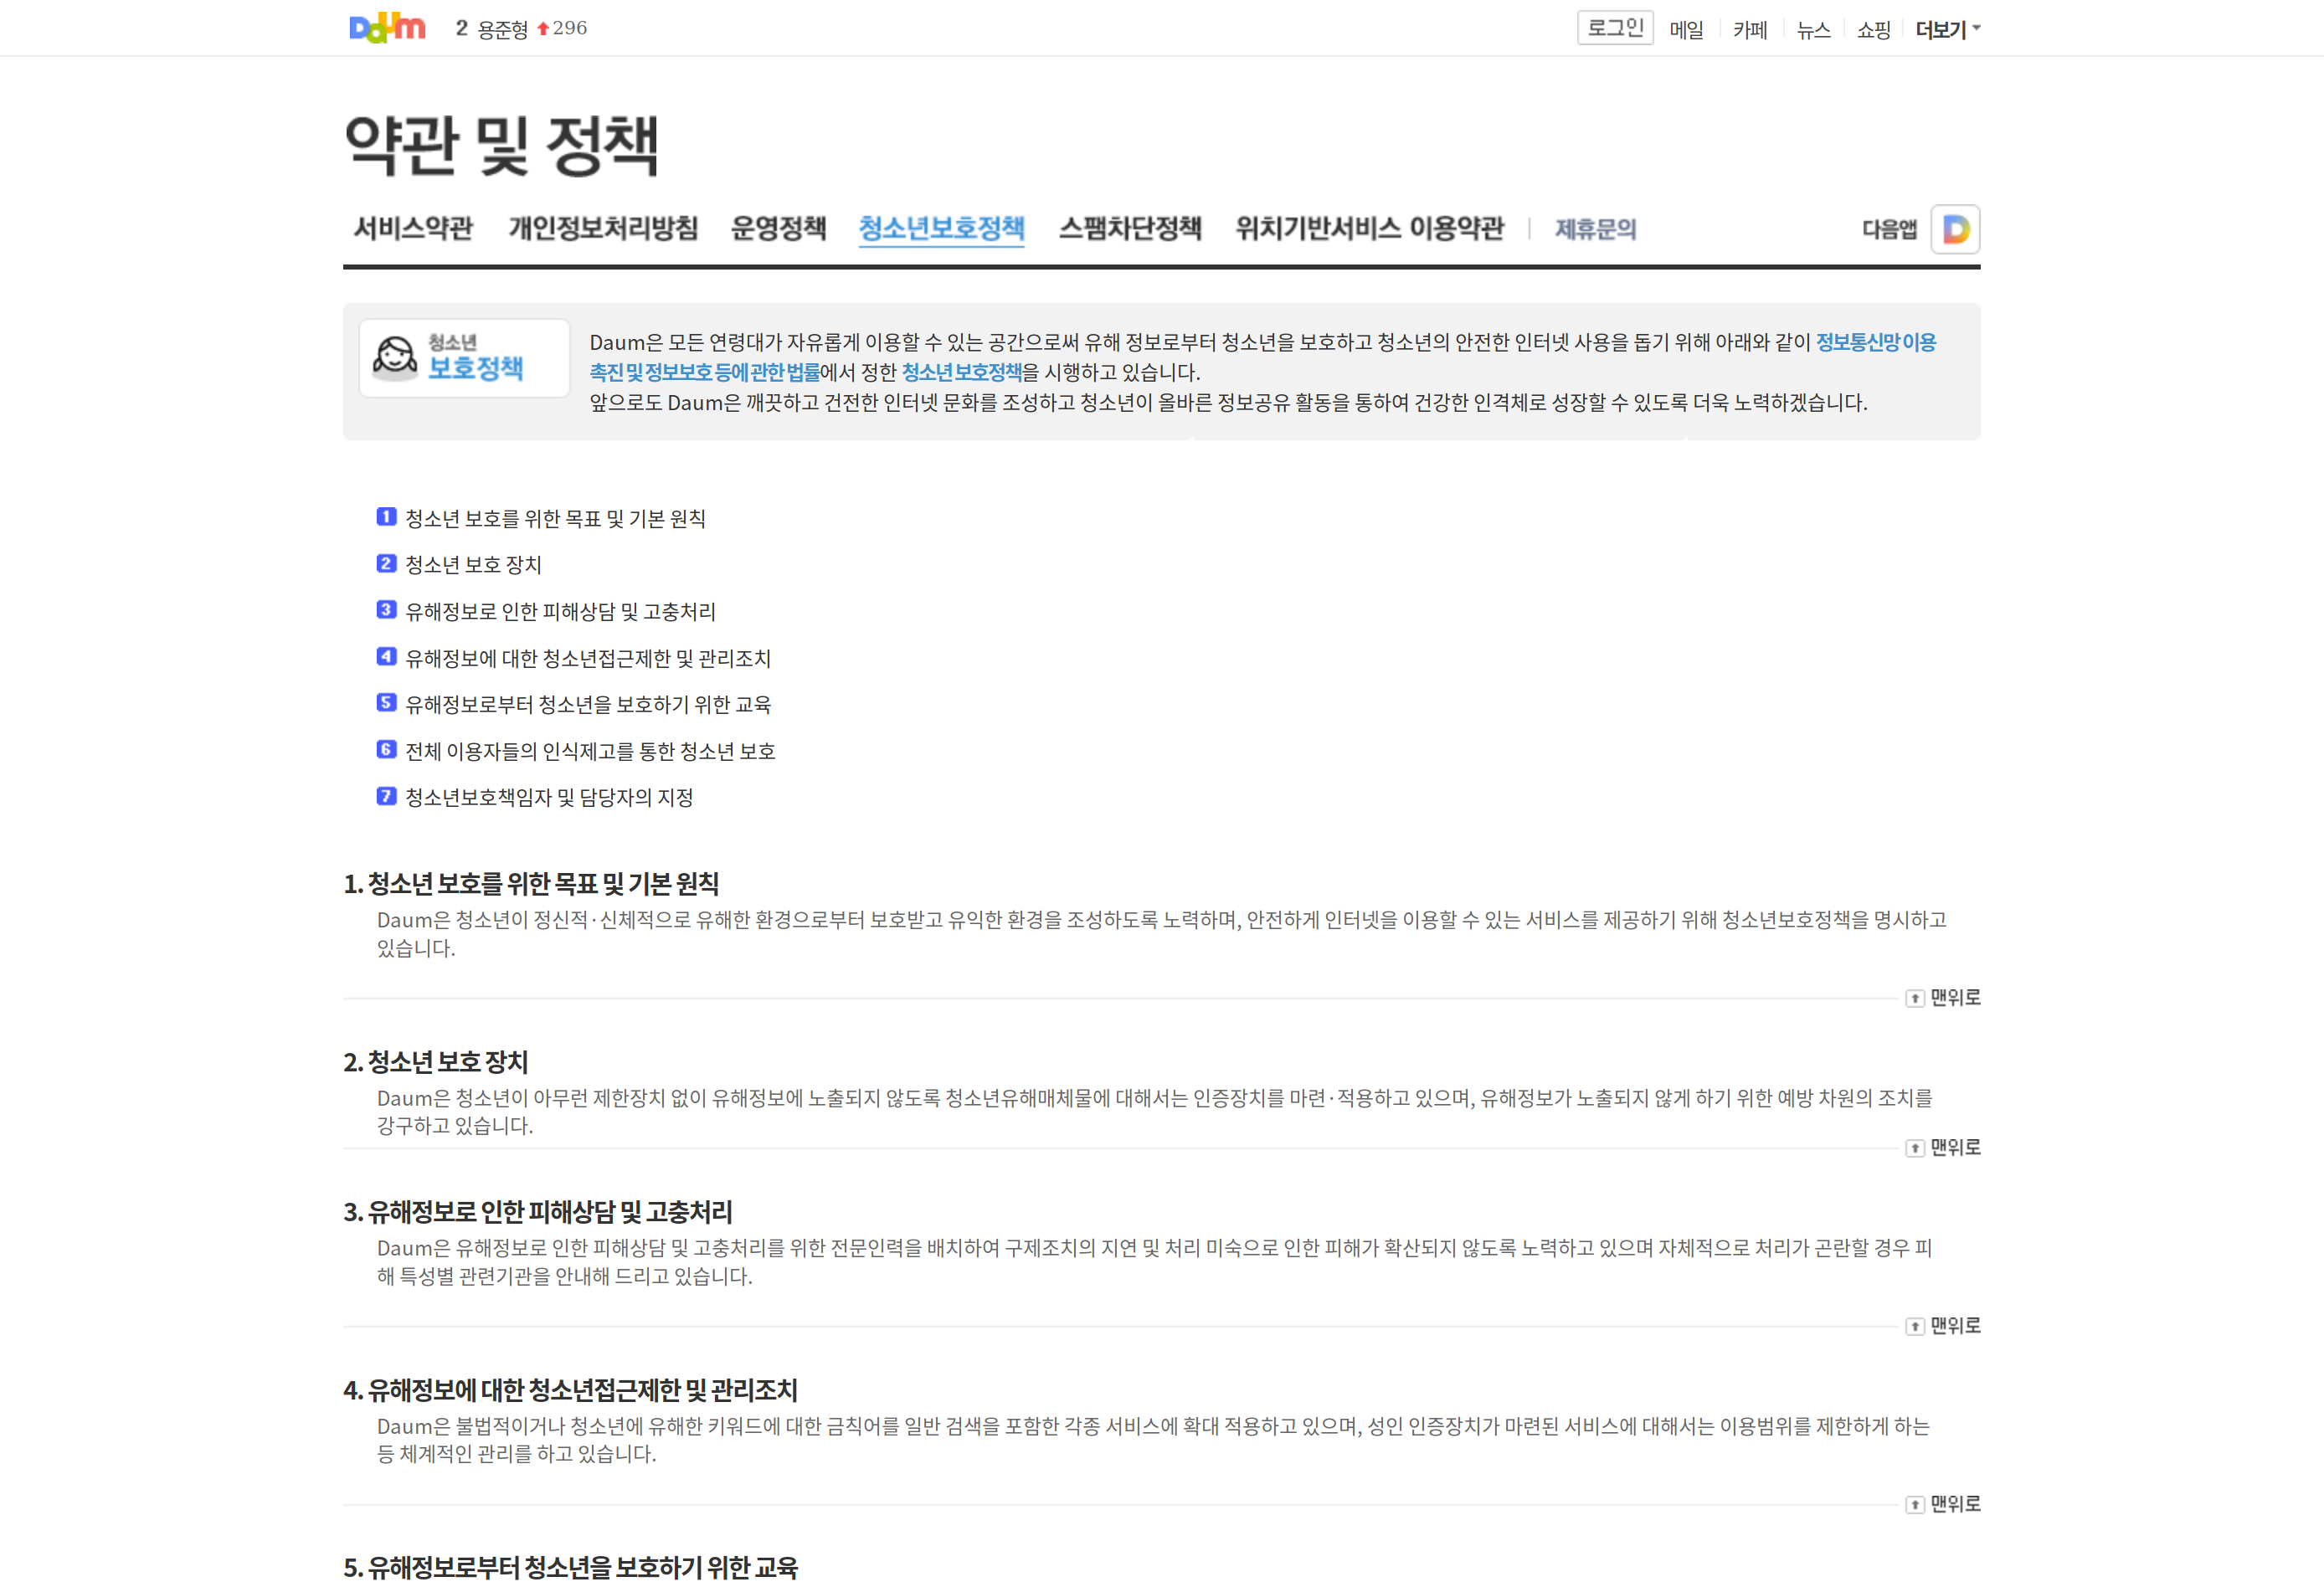 Daum 2 용준형 296 로그인 메일 카페 뉴스 쇼핑 더보기
약관 및 정책
서비스약관 개인정보처리방침 운영정책 청소년보호정책 스팸차단정책 위치기반서비스 이용약관 제휴문의 다음앱 D
청소년
보호정책
Daum은 모든 연령대가 자유롭게 이용할 수 있는 공간으로써 유해 정보로부터 청소년을 보호하고 청소년의 안전한 인터넷 사용을 돕기 위해 아래와 같이 정보통신망 이용
촉진 및 정보보호 등에 관한 법률에서 정한 청소년 보호정책을 시행하고 있습니다.
앞으로도 Daum은 깨끗하고 건전한 인터넷 문화를 조성하고 청소년이 올바른 정보공유 활동을 통하여 건강한 인격체로 성장할 수 있도록 더욱 노력하겠습니다.
1 청소년 보호를 위한 목표 및 기본 원칙
2 청소년 보호 장치
3 유해정보로 인한 피해상담 및 고충처리
4 유해정보에 대한 청소년접근제한 및 관리조치
5 유해정보로부터 청소년을 보호하기 위한 교육
6 전체 이용자들의 인식제고를 통한 청소년 보호
7 청소년보호책임자 및 담당자의 지정
1. 청소년 보호를 위한 목표 및 기본 원칙
Daum은 청소년이 정신적·신체적으로 유해한 환경으로부터 보호받고 유익한 환경을 조성하도록 노력하며, 안전하게 인터넷을 이용할 수 있는 서비스를 제공하기 위해 청소년보호정책을 명시하고
있습니다.
맨위로
2. 청소년 보호 장치
Daum은 청소년이 아무런 제한장치 없이 유해정보에 노출되지 않도록 청소년유해매체물에 대해서는 인증장치를 마련·적용하고 있으며, 유해정보가 노출되지 않게 하기 위한 예방 차원의 조치를
강구하고 있습니다.
맨위로
3. 유해정보로 인한 피해상담 및 고충처리
Daum은 유해정보로 인한 피해상담 및 고충처리를 위한 전문인력을 배치하여 구제조치의 지연 및 처리 미숙으로 인한 피해가 확산되지 않도록 노력하고 있으며 자체적으로 처리가 곤란할 경우 피
해 특성별 관련기관을 안내해 드리고 있습니다.
맨위로
4. 유해정보에 대한 청소년접근제한 및 관리조치
Daum은 불법적이거나 청소년에 유해한 키워드에 대한 금칙어를 일반 검색을 포함한 각종 서비스에 확대 적용하고 있으며, 성인 인증장치가 마련된 서비스에 대해서는 이용범위를 제한하게 하는
등 체계적인 관리를 하고 있습니다.
맨위로
5. 유해정보로부터 청소년을 보호하기 위한 교육